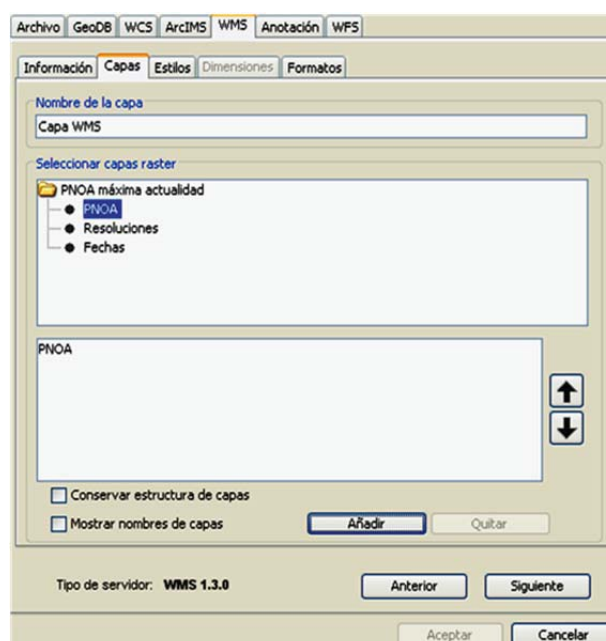 Archivo GeoDB WCS ArcIMS WMS Anotación WFS
Información Capas Estilos Dimensiones Formatos
Nombre de la capa
Capa WMS
Seleccionar capas raster
PNOA máxima actualidad
PNOA
Resoluciones
Fechas
PNOA
Conservar estructura de capas
Mostrar nombres de capas Añadir Quitar
Tipo de servidor: WMS 1.3.0 Anterior Siguiente
Aceptar Cancelar